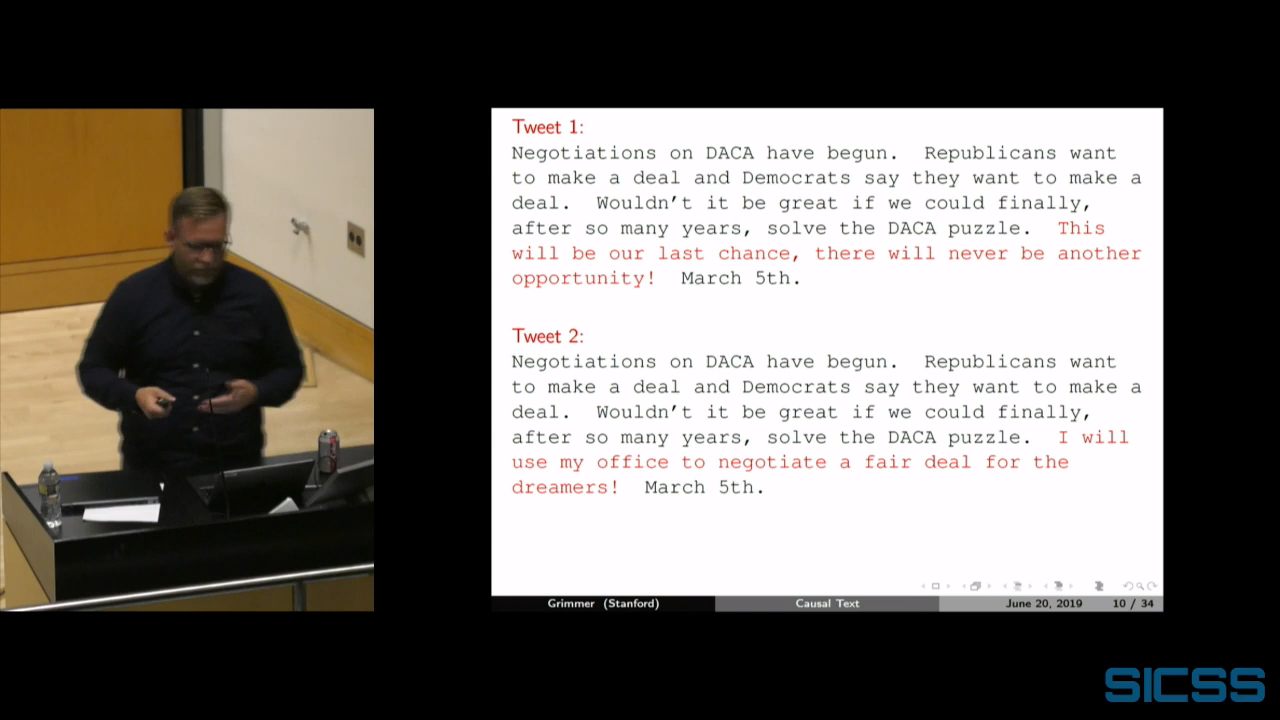 Tweet 1:
Negotiations on DACA have begun. Republicans want
to make a deal and Democrats say they want to make a
deal. Wouldn't it be great if we could finally,
after so many years, solve the DACA puzzle. This
will be our last chance, there will never be another
opportunity! March 5th.
Tweet 2:
Negotiations on DACA have begun. Republicans want
to make a deal and Democrats say they want to make a
deal. Wouldn't it be great if we could finally,
after so many years, solve the DACA puzzle. I will
use my office to negotiate a fair deal for the
dreamers! March 5th.
Grimmer (Stanford) Causal Text June 20, 2019 10 / 34
SICSS